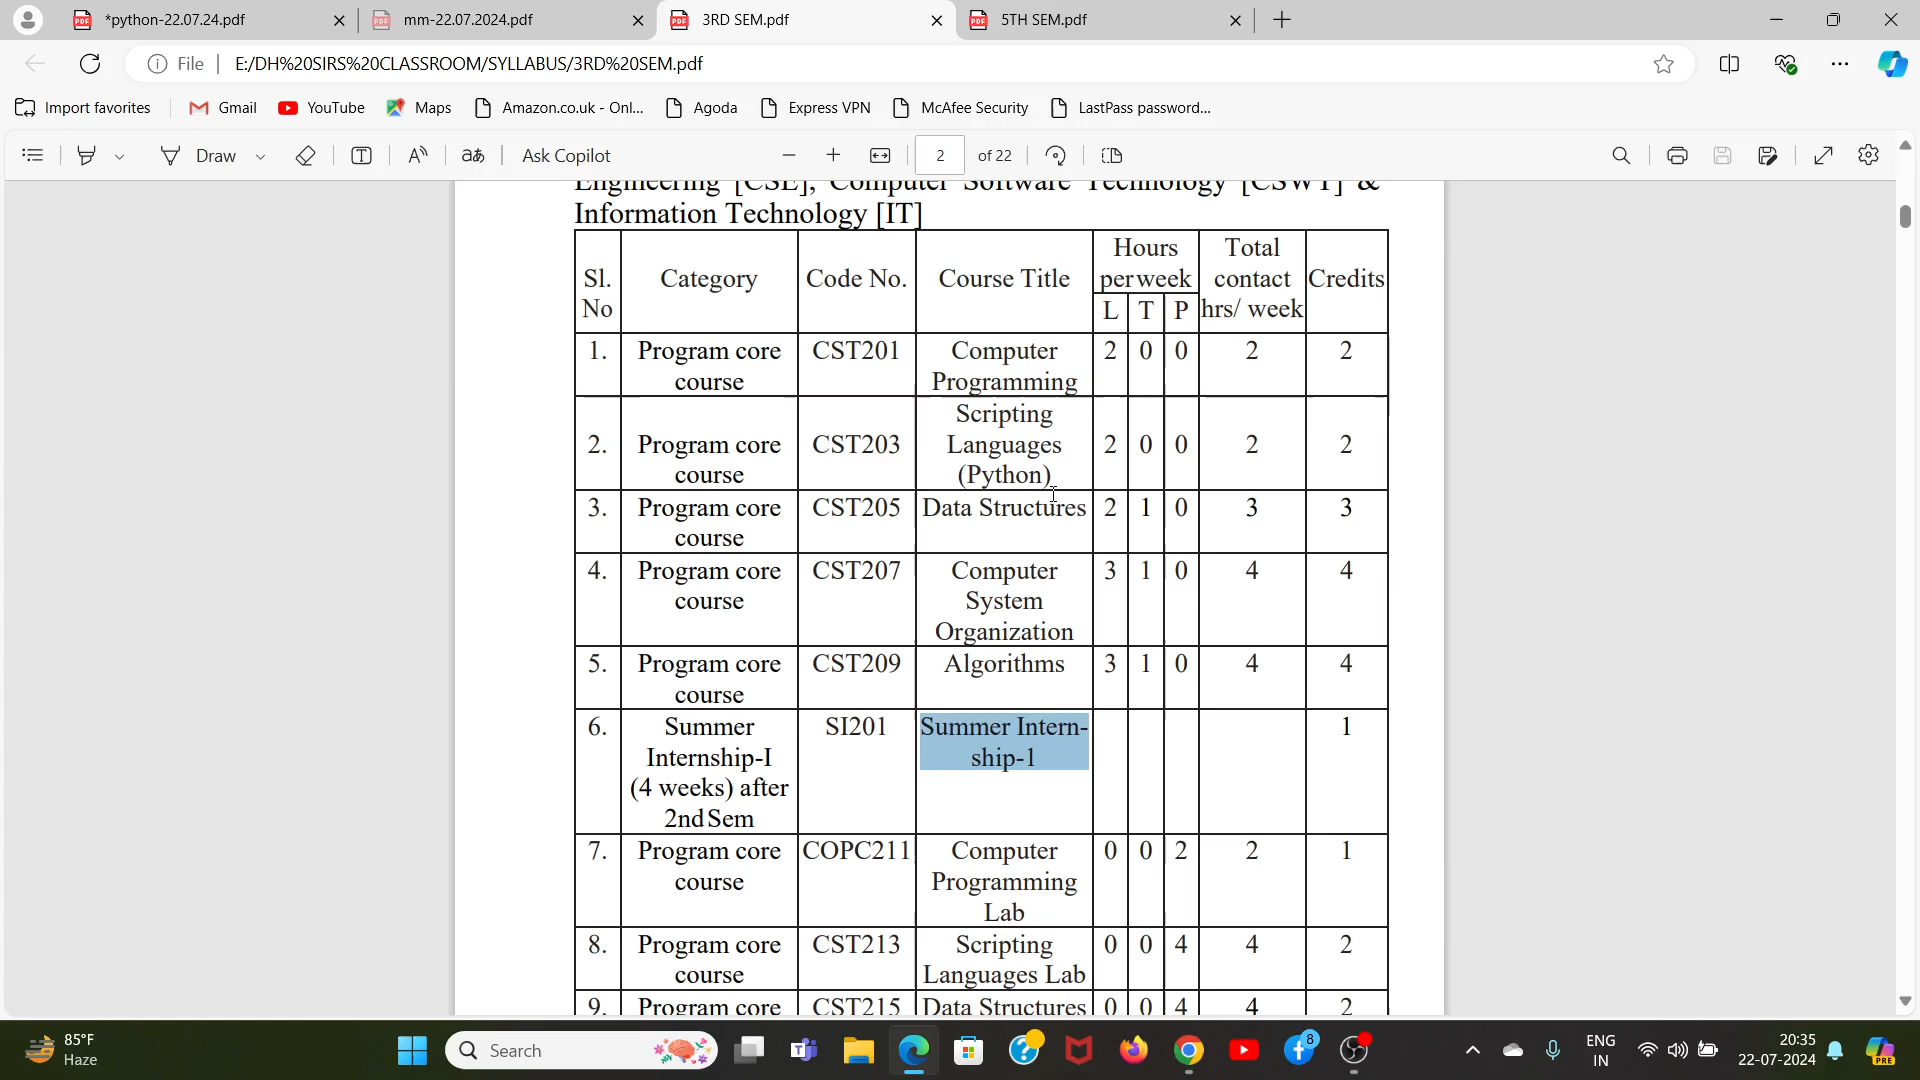 *python-22.07.24.pdf
mm-22.07.2024.pdf
3RD SEM.pdf
5TH SEM.pdf
File
E:/DH%20SIRS%20CLASSROOM/SYLLABUS/3RD%20SEM.pdf
Import favorites
Gmail
YouTube
Maps
Amazon.co.uk - Onl...
Agoda
Express VPN
McAfee Security
LastPass password...
Draw
Ask Copilot
2
of 22
Engineering [CSE], Computer Software Technology [CSWT] &
Information Technology [IT]
Sl. No Category Code No. Course Title Hours perweek Total contact hrs/ week Credits
L T P
1. Program core course CST201 Computer Programming 2 0 0 2 2
2. Program core course CST203 Scripting Languages (Python) 2 0 0 2 2
3. Program core course CST205 Data Structures 2 1 0 3 3
4. Program core course CST207 Computer System Organization 3 1 0 4 4
5. Program core course CST209 Algorithms 3 1 0 4 4
6. Summer Internship-I (4 weeks) after 2nd Sem SI201 Summer Intern-ship-1 1
7. Program core course COPC211 Computer Programming Lab 0 0 2 2 1
8. Program core course CST213 Scripting Languages Lab 0 0 4 4 2
9. Program core CST215 Data Structures 0 0 4 4 2
85°F
Haze
Search
8
ENG
IN
20:35
22-07-2024
PRE